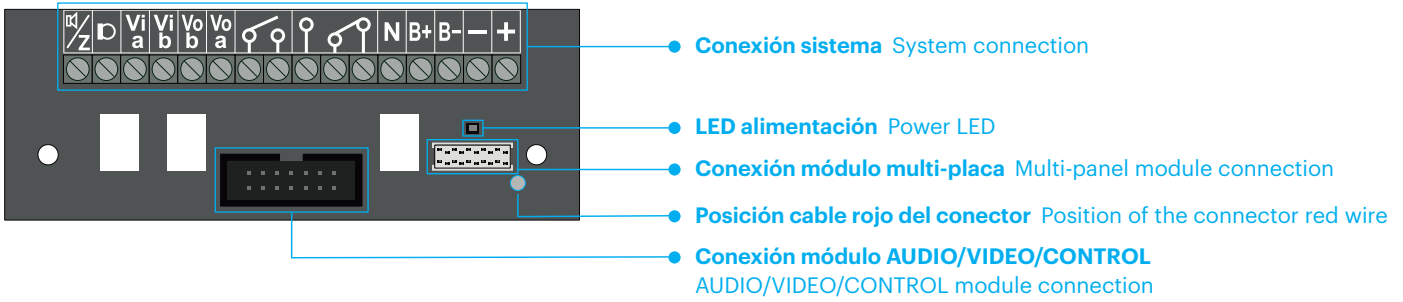 Z Vi a Vi b Vo b Vo a N B+ B- − +
Conexión sistema System connection
LED alimentación Power LED
Conexión módulo multi-placa Multi-panel module connection
Posición cable rojo del conector Position of the connector red wire
Conexión módulo AUDIO/VIDEO/CONTROL
AUDIO/VIDEO/CONTROL module connection